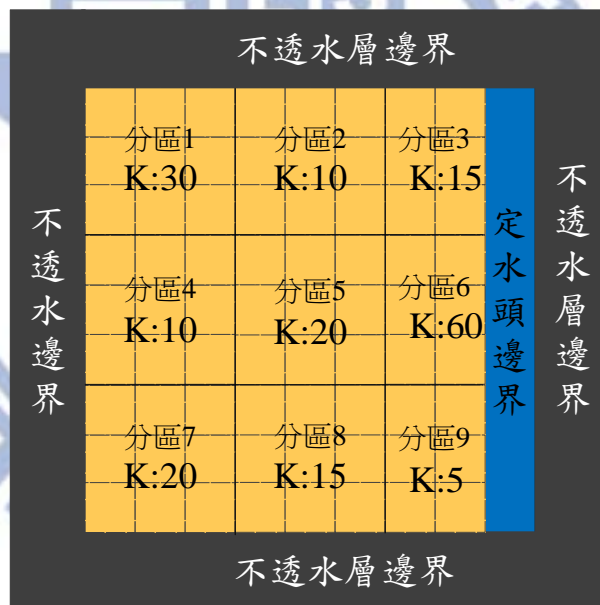 不透水層邊界
分區1
K:30
分區2
K:10
分區3
K:15
不透水邊界
分區4
K:10
分區5
K:20
分區6
K:60
定水頭邊界
不透水層邊界
分區7
K:20
分區8
K:15
分區9
K:5
不透水層邊界